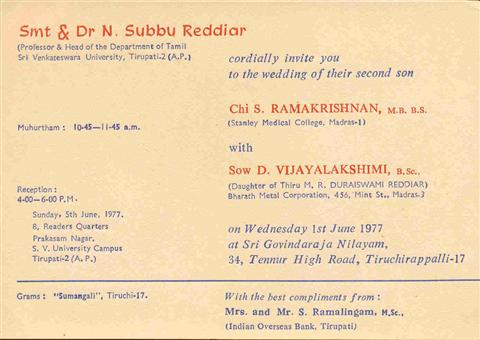 Smt & Dr N. Subbu Reddiar
(Professor & Head of the Department of Tamil
Sri Venkateswara University, Tirupati-2 (A.P.)
cordially invite you
to the wedding of their second son
Chi S. RAMAKRISHNAN, M.B. B.S.
(Stanley Medical College, Madras-1)
Muhurtham : 10-45—11-45 a.m.
with
Sow D. VIJAYALAKSHIMI, B.Sc.,
(Daughter of Thiru M. R. DURAISWAMI REDDIAR)
Bharath Metal Corporation, 456, Mint St., Madras-3
Reception :
4-00—6-00 P.M.
Sunday, 5th June, 1977.
8, Readers Quarters
Prakasam Nagar.
S. V. University Campus
Tirupati-2 (A. P.)
on Wednesday 1st June 1977
at Sri Govindaraja Nilayam,
34, Tennur High Road, Tiruchirappalli-17
Grams : "Sumangali", Tiruchi-17.
With the best compliments from :
Mrs. and Mr. S. Ramalingam, M.Sc.,
(Indian Overseas Bank, Tirupati)